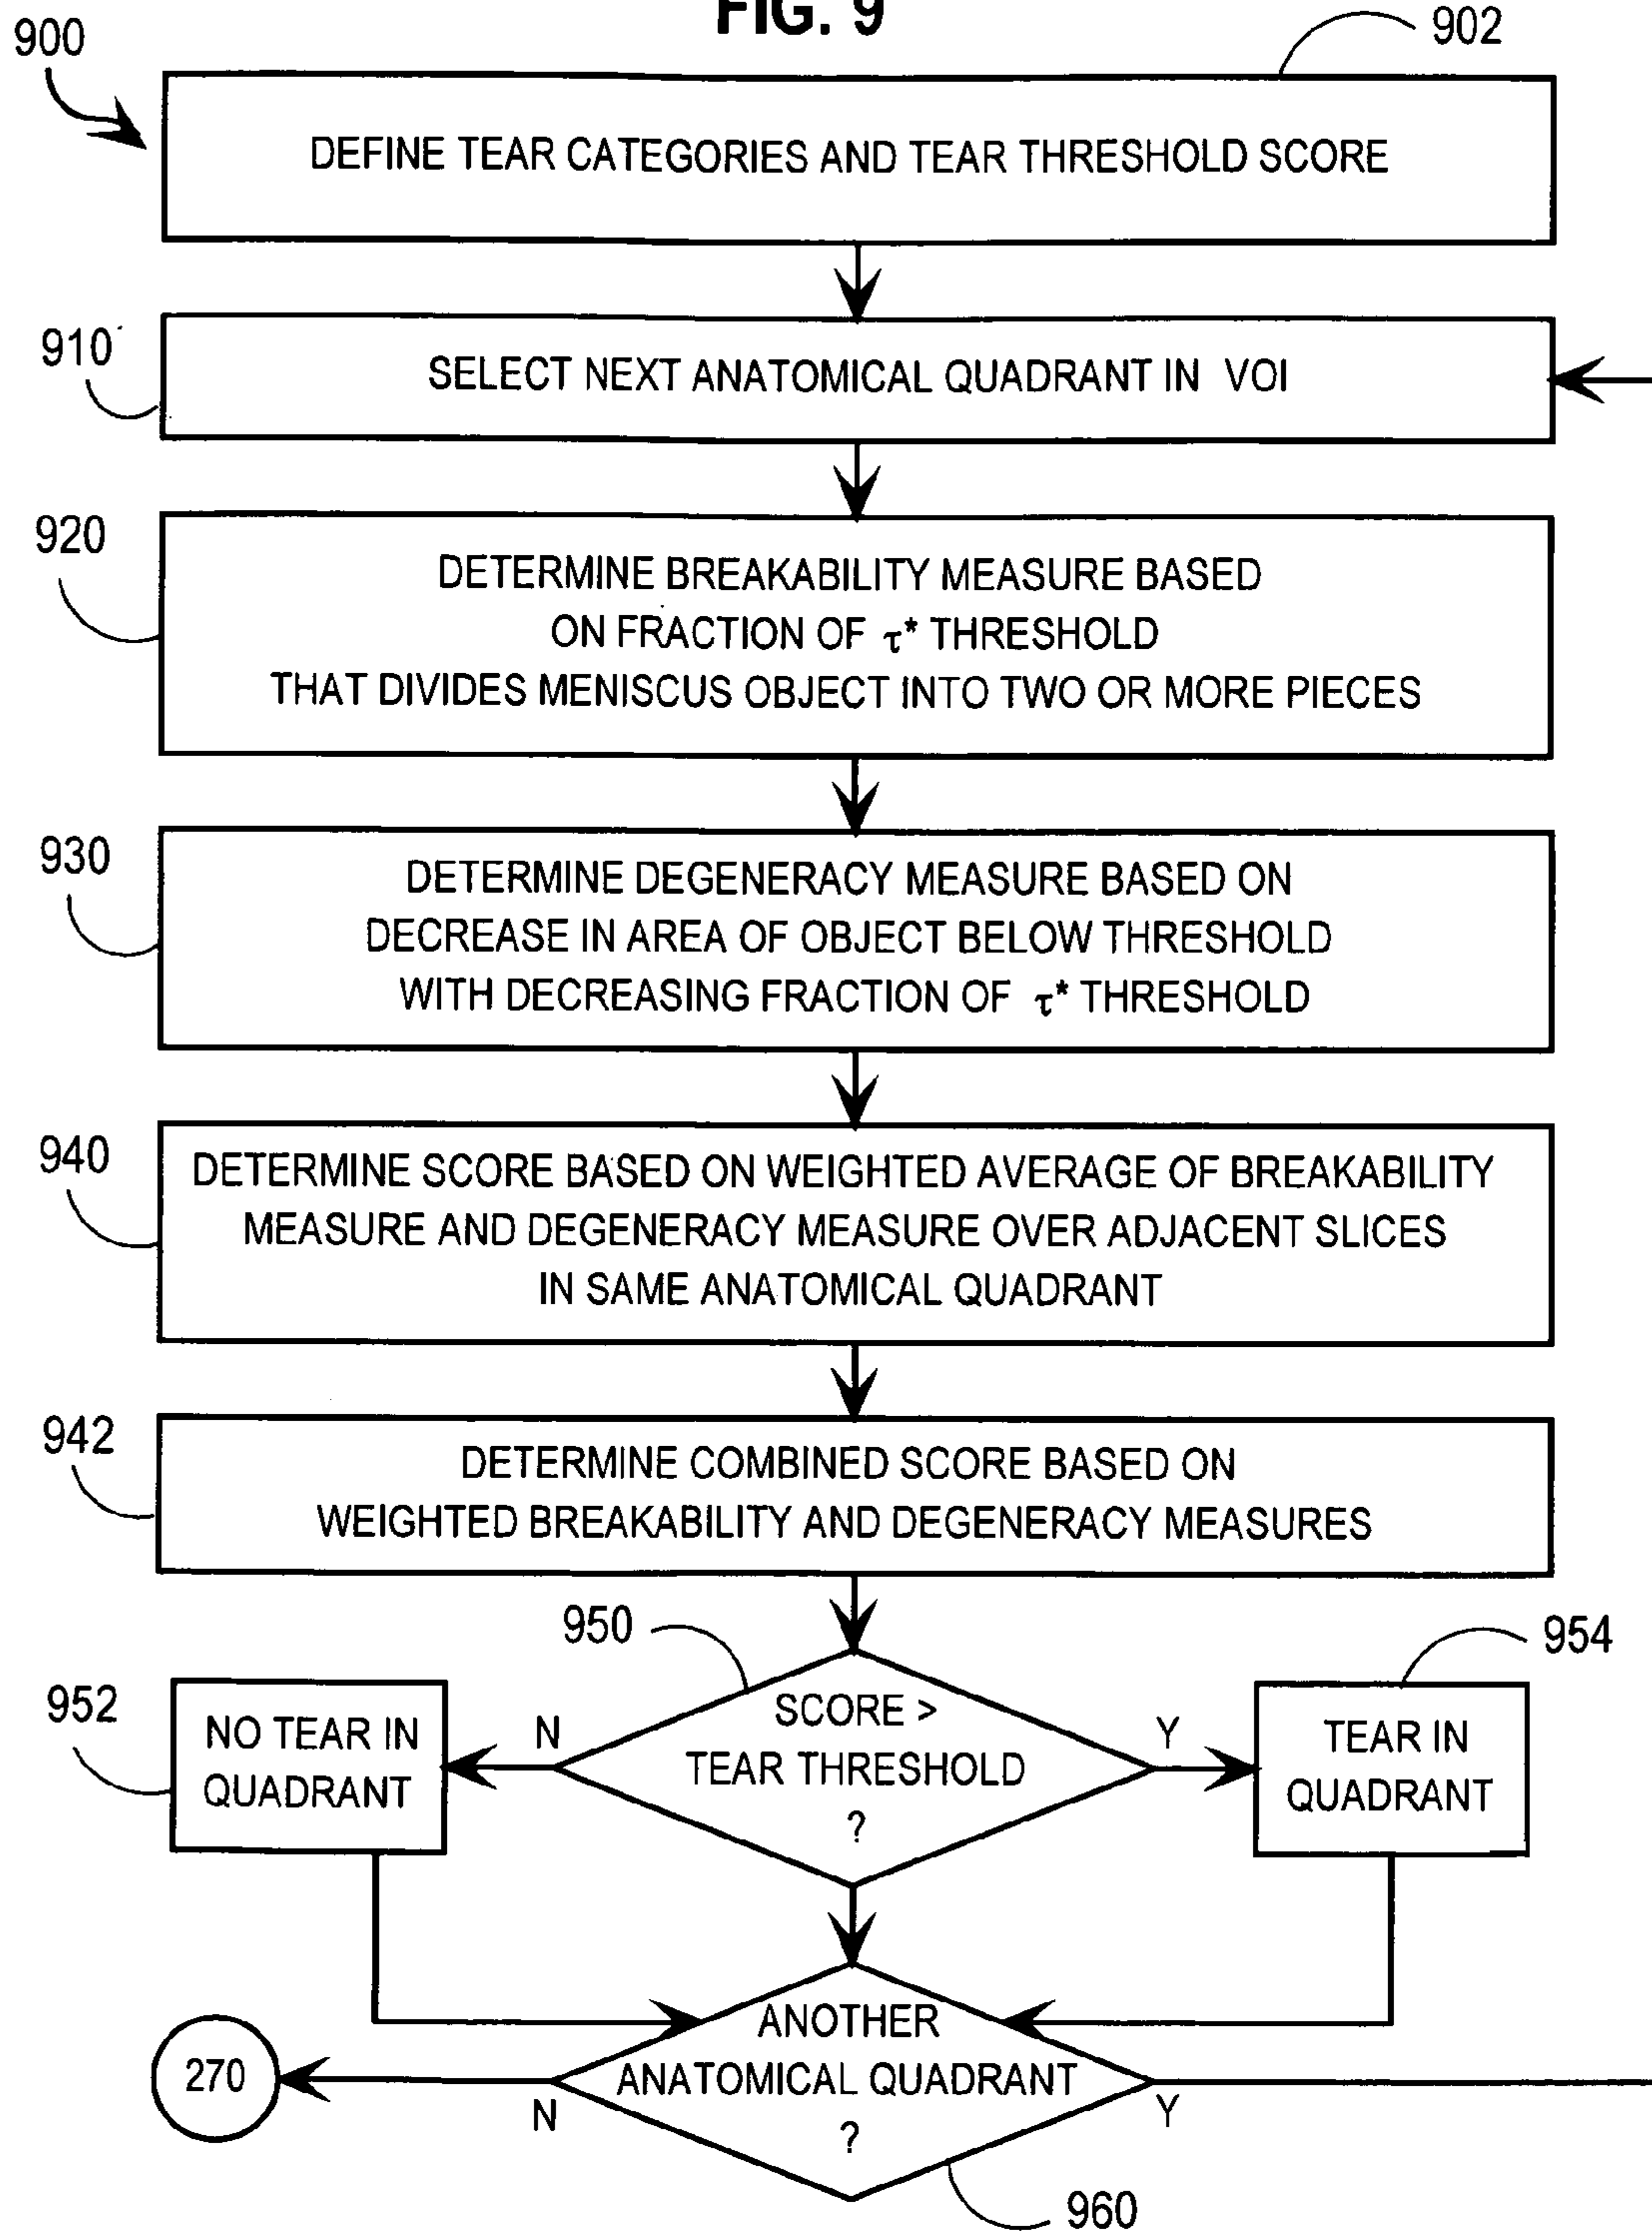 FIG. 9
900
902
DEFINE TEAR CATEGORIES AND TEAR THRESHOLD SCORE
910
SELECT NEXT ANATOMICAL QUADRANT IN VOI
920
DETERMINE BREAKABILITY MEASURE BASED
ON FRACTION OF τ* THRESHOLD
THAT DIVIDES MENISCUS OBJECT INTO TWO OR MORE PIECES
930
DETERMINE DEGENERACY MEASURE BASED ON
DECREASE IN AREA OF OBJECT BELOW THRESHOLD
WITH DECREASING FRACTION OF τ* THRESHOLD
940
DETERMINE SCORE BASED ON WEIGHTED AVERAGE OF BREAKABILITY
MEASURE AND DEGENERACY MEASURE OVER ADJACENT SLICES
IN SAME ANATOMICAL QUADRANT
942
DETERMINE COMBINED SCORE BASED ON
WEIGHTED BREAKABILITY AND DEGENERACY MEASURES
950
954
952
NO TEAR IN
QUADRANT
N
SCORE >
TEAR THRESHOLD
?
Y
TEAR IN
QUADRANT
270
N
ANOTHER
ANATOMICAL QUADRANT
?
Y
960